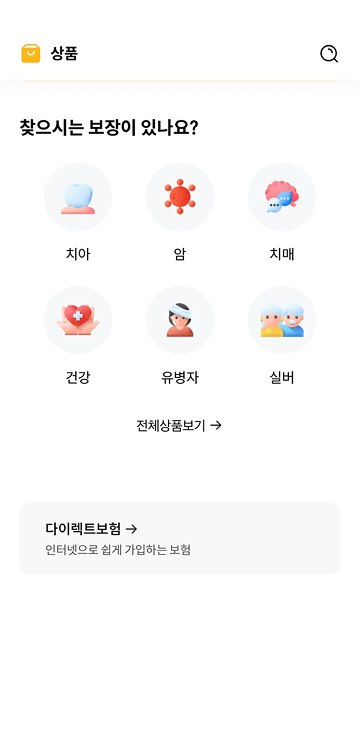 상품
찾으시는 보장이 있나요?
치아
암
치매
건강
유병자
실버
전체상품보기 →
다이렉트보험 →
인터넷으로 쉽게 가입하는 보험